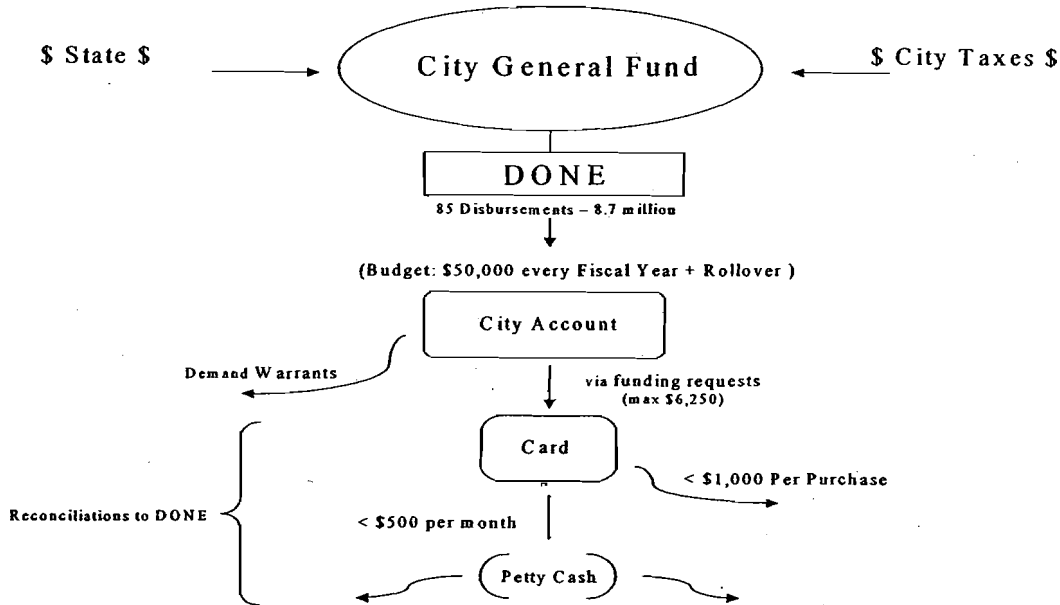 $ State $
City General Fund
$ City Taxes $
DONE
85 Disbursements – 8.7 million
(Budget: $50,000 every Fiscal Year + Rollover )
City Account
Demand Warrants
via funding requests
(max $6,250)
Card
< $1,000 Per Purchase
Reconciliations to DONE
< $500 per month
Petty Cash